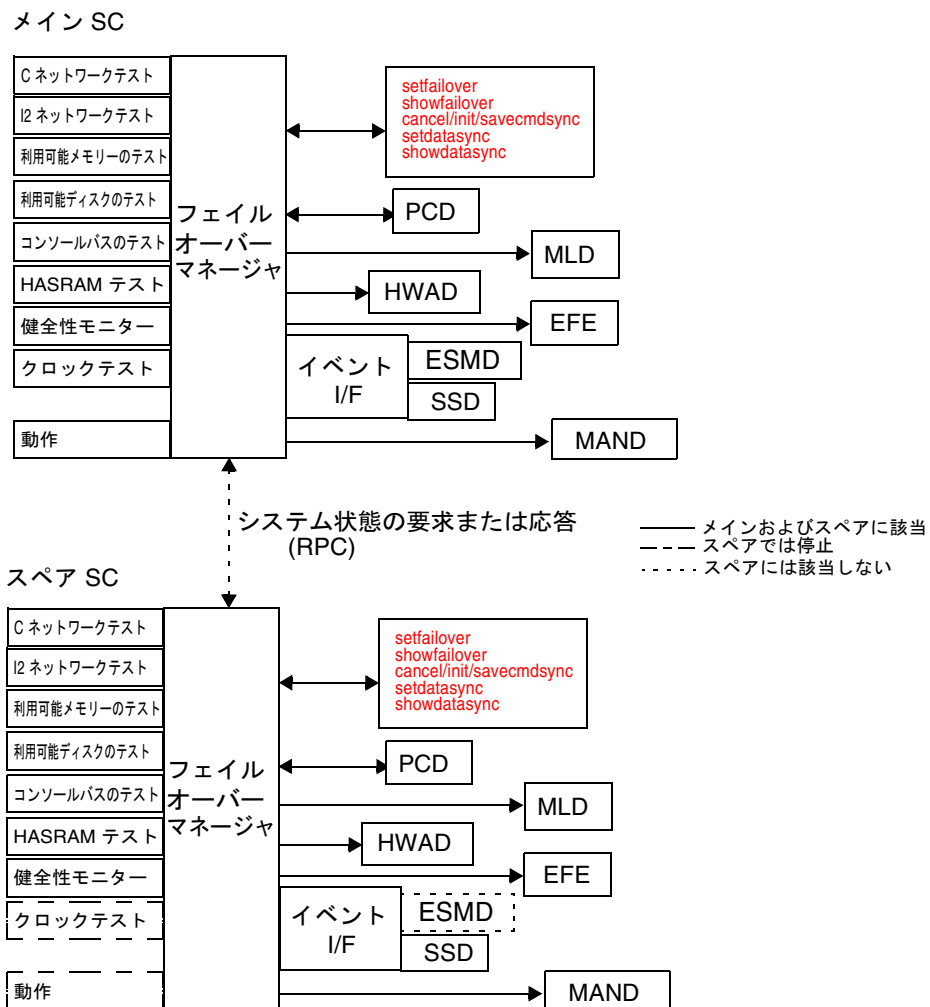 メイン SC
C ネットワークテスト
I2 ネットワークテスト
利用可能メモリーのテスト
利用可能ディスクのテスト
コンソールバスのテスト
HASRAM テスト
健全性モニター
クロックテスト
動作
フェイル
オーバー
マネージャ
setfailover
showfailover
cancel/init/savecmdsync
setdatasync
showdatasync
PCD
MLD
HWAD
EFE
イベント
I/F
ESMD
SSD
MAND
システム状態の要求または応答
(RPC)
メインおよびスペアに該当
スペアでは停止
スペアには該当しない
スペア SC
C ネットワークテスト
I2 ネットワークテスト
利用可能メモリーのテスト
利用可能ディスクのテスト
コンソールバスのテスト
HASRAM テスト
健全性モニター
クロックテスト
動作
フェイル
オーバー
マネージャ
setfailover
showfailover
cancel/init/savecmdsync
setdatasync
showdatasync
PCD
MLD
HWAD
EFE
イベント
I/F
ESMD
SSD
MAND